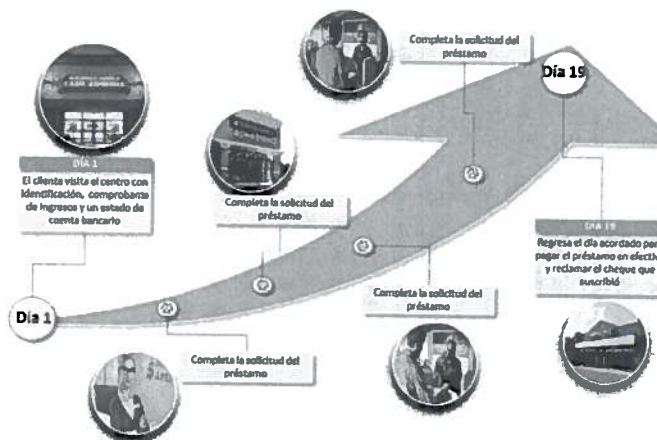 Completa la solicitud del
préstamo
Día 19
DÍA 1
El cliente visita el centro con
identificación, comprobante
de ingresos y un estado de
cuenta bancario
Completa la solicitud del
préstamo
DÍA 19
Regresa el día acordado para
pagar el préstamo en efectivo
y reclamar el cheque que
suscribió
Día 1
Completa la solicitud del
préstamo
Completa la solicitud del
préstamo